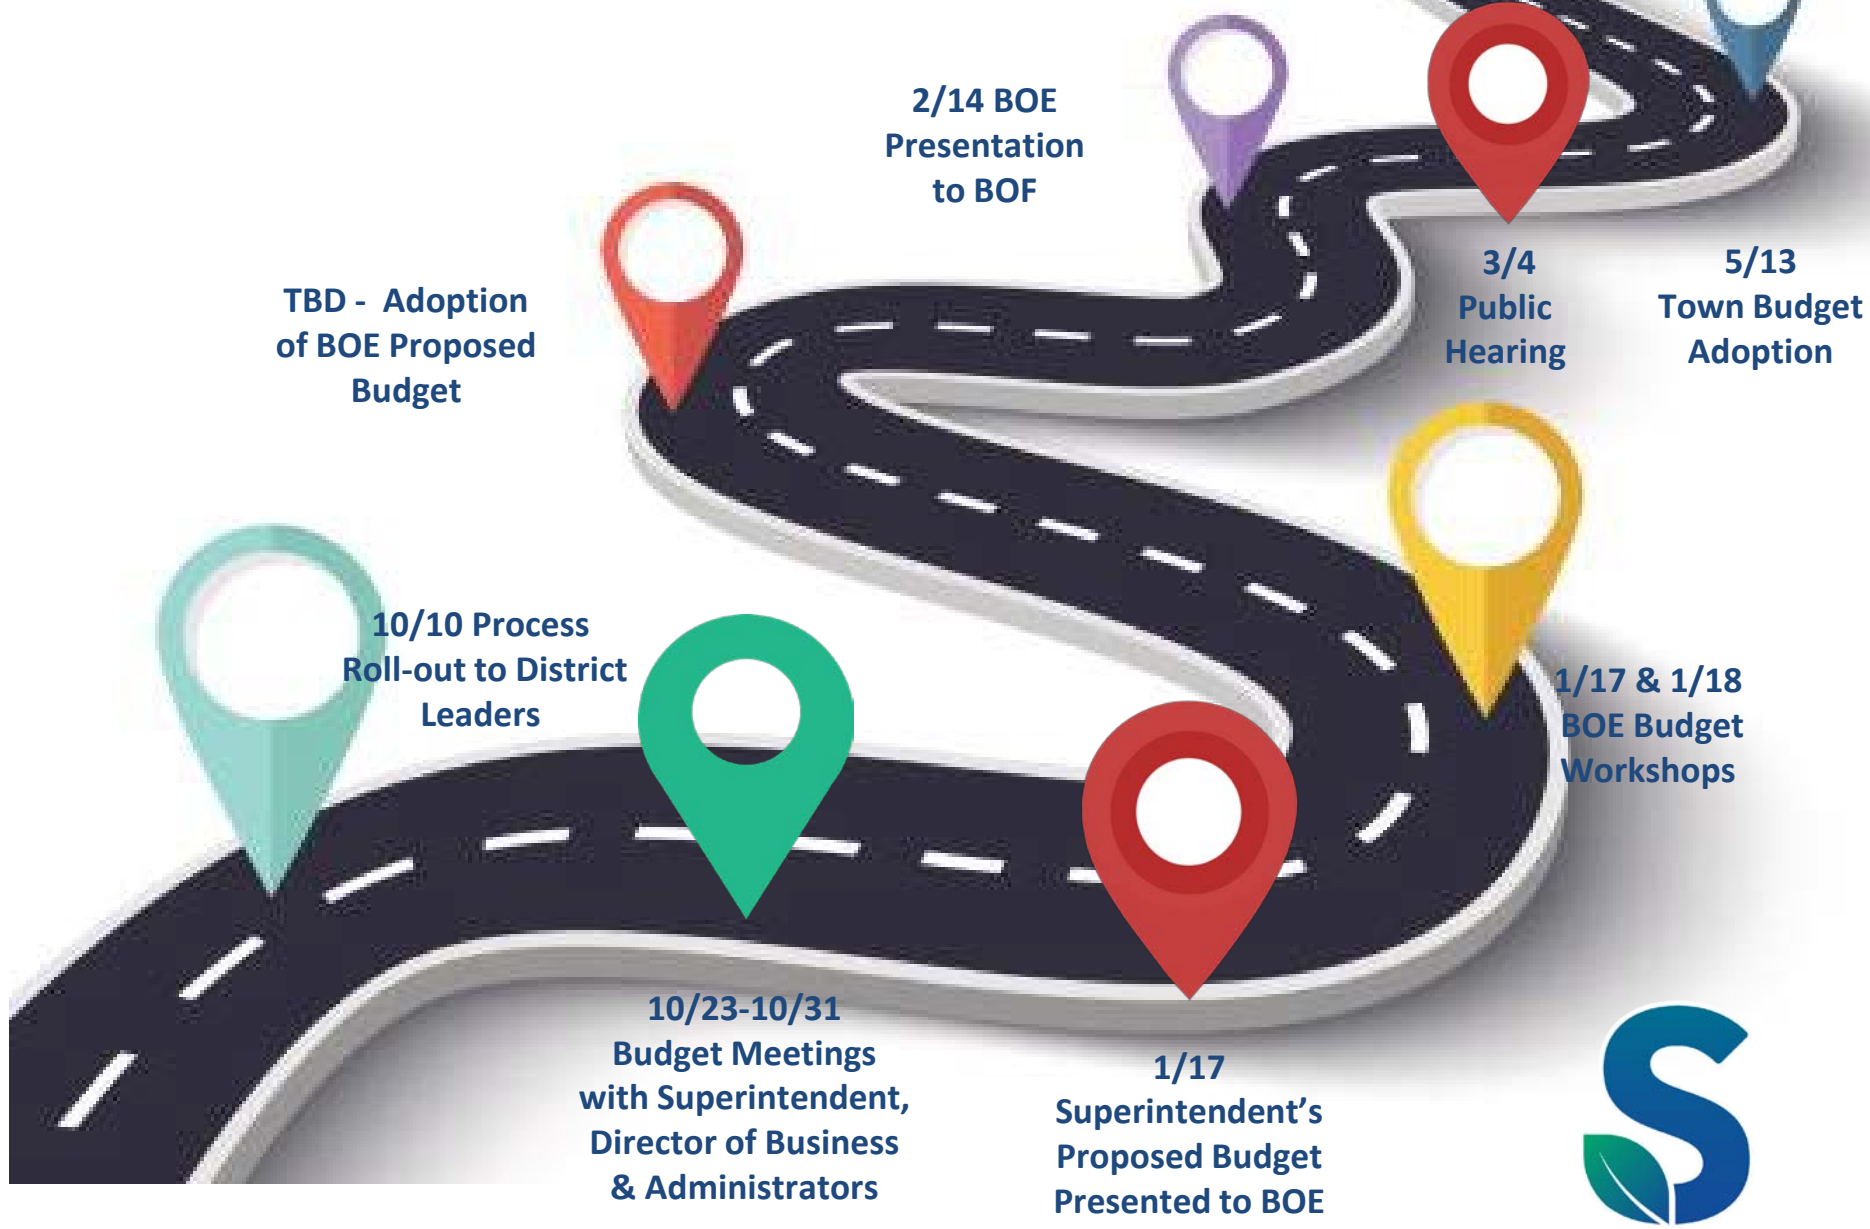 2/14 BOE
Presentation
to BOF
3/4
Public
Hearing
5/13
Town Budget
Adoption
TBD - Adoption
of BOE Proposed
Budget
10/10 Process
Roll-out to District
Leaders
1/17 & 1/18
BOE Budget
Workshops
10/23-10/31
Budget Meetings
with Superintendent,
Director of Business
& Administrators
1/17
Superintendent’s
Proposed Budget
Presented to BOE
S